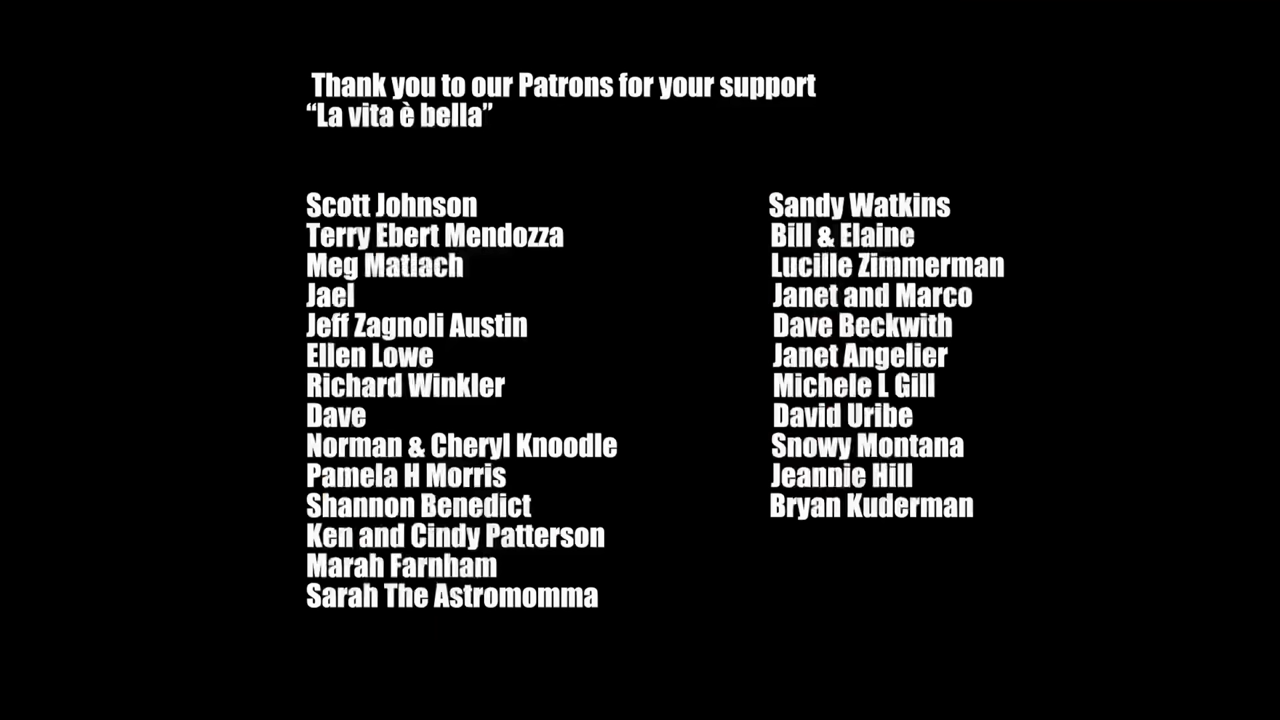 Thank you to our Patrons for your support
“La vita è bella”
Scott Johnson
Terry Ebert Mendozza
Meg Matlach
Jael
Jeff Zagnoli Austin
Ellen Lowe
Richard Winkler
Dave
Norman & Cheryl Knoodle
Pamela H Morris
Shannon Benedict
Ken and Cindy Patterson
Marah Farnham
Sarah The Astromomma
Sandy Watkins
Bill & Elaine
Lucille Zimmerman
Janet and Marco
Dave Beckwith
Janet Angelier
Michele L Gill
David Uribe
Snowy Montana
Jeannie Hill
Bryan Kuderman